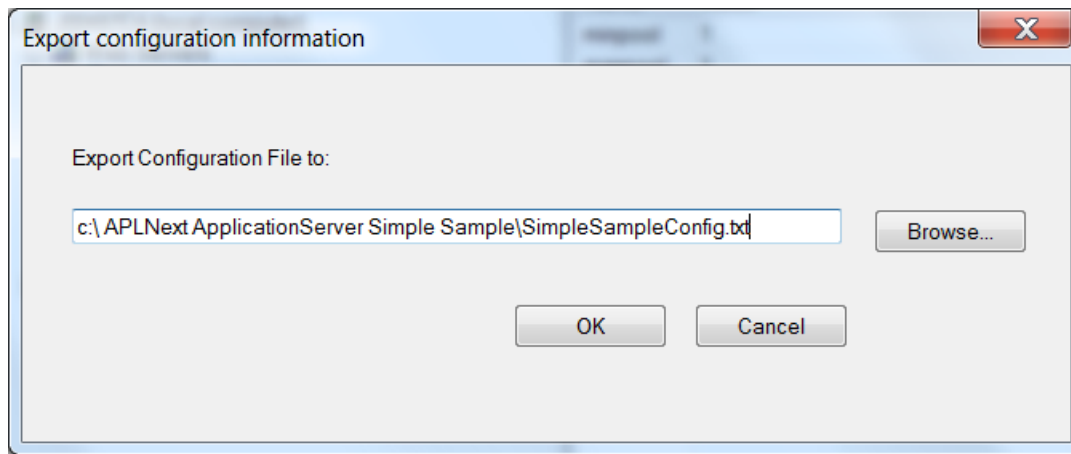 Export configuration information
Export Configuration File to:
c:\ APLNext ApplicationServer Simple Sample\SimpleSampleConfig.txt
Browse...
OK
Cancel